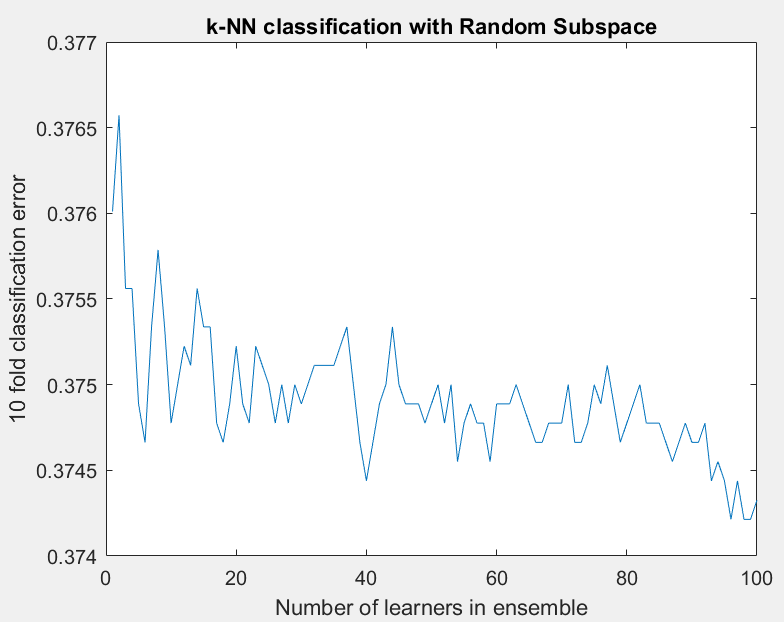 k-NN classification with Random Subspace
0.377
0.3765
0.376
0.3755
0.375
0.3745
0.374
10 fold classification error
0 20 40 60 80 100
Number of learners in ensemble